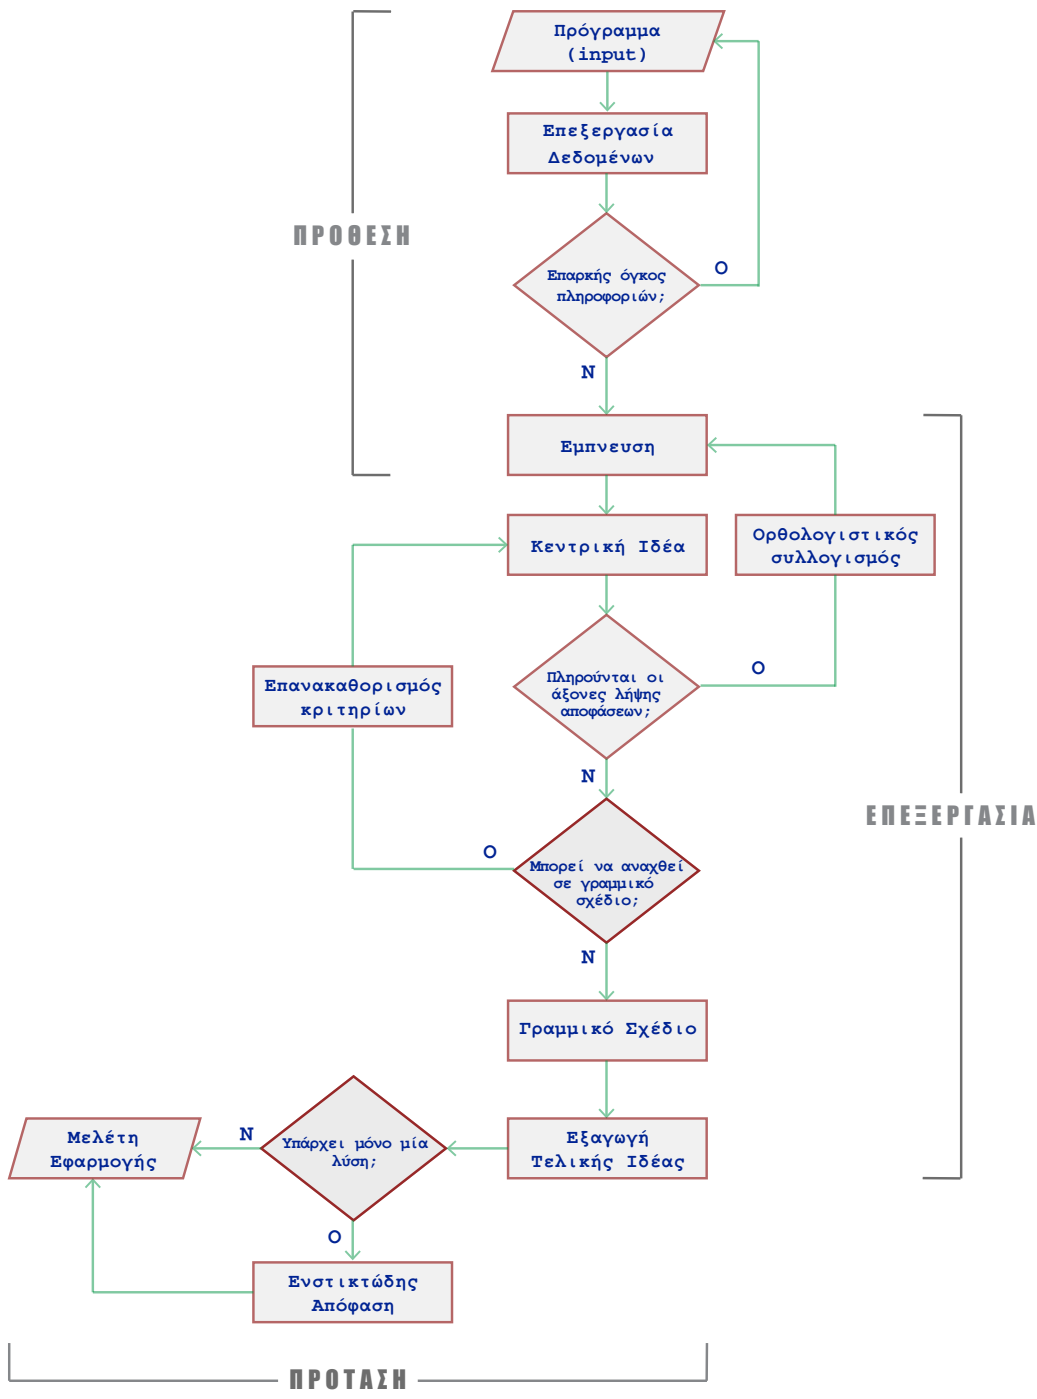 Πρόγραμμα
(input)
Επεξεργασία
Δεδομένων
ΠΡΟΘΕΣΗ
Επαρκής όγκος
πληροφοριών;
Ο
Ν
Εμπνευση
Κεντρική Ιδέα
Ορθολογιστικός
συλλογισμός
Πληρούνται οι
άξονες λήψης
αποφάσεων;
Ο
Επανακαθορισμός
κριτηρίων
Ν
ΕΠΕΞΕΡΓΑΣΙΑ
Ο
Μπορεί να αναχθεί
σε γραμμικό
σχέδιο;
Ν
Γραμμικό Σχέδιο
Εξαγωγή
Τελικής Ιδέας
Υπάρχει μόνο μία
λύση;
Ν
Μελέτη
Εφαρμογής
Ο
Ενστικτώδης
Απόφαση
ΠΡΟΤΑΣΗ